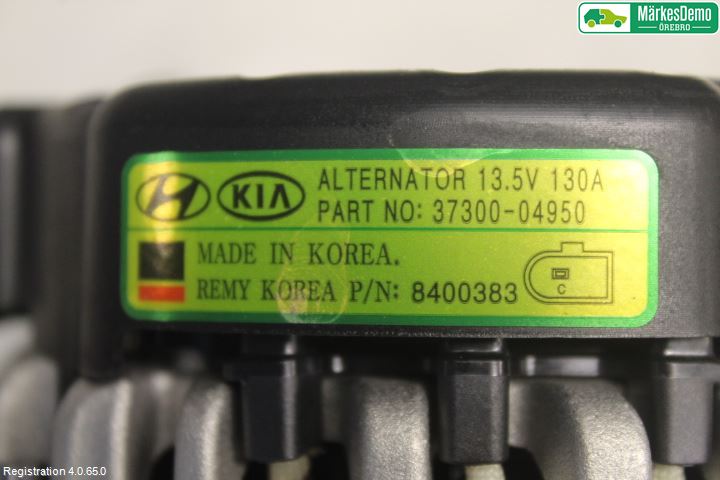 MärkesDemo
ÖREBRO
KIA ALTERNATOR 13.5V 130A
PART NO: 37300-04950
MADE IN KOREA.
REMY KOREA P/N: 8400383
C
Registration 4.0.65.0